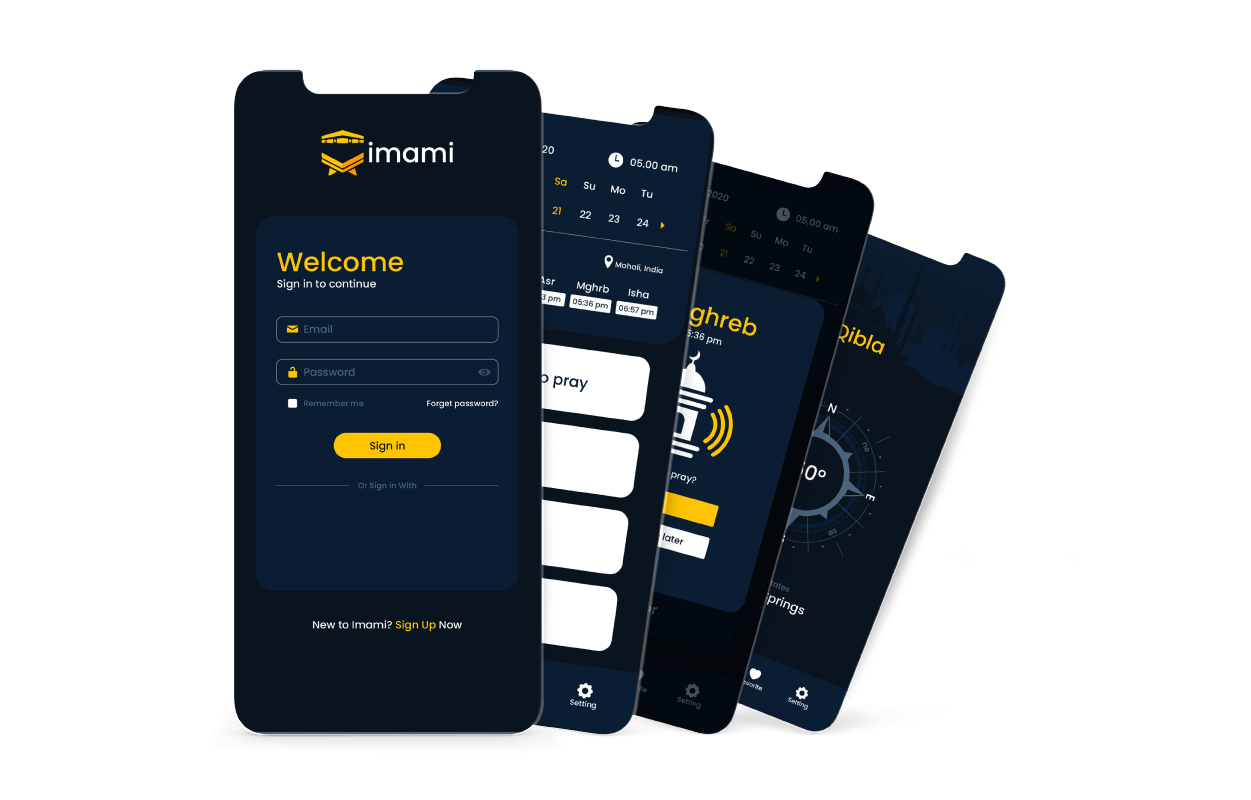 imami
Welcome
Sign in to continue
Email
Password
Remember me
Forget password?
Sign in
Or Sign in With
New to Imami? Sign Up Now
20
05.00 am
Sa Su Mo Tu
21 22 23 24
Mohali, India
Asr Mghrb Isha
3 pm 05:36 pm 06:57 pm
o pray
Setting
2020
05.00 am
Sa Su Mo Tu
21 22 23 24
ghreb
5:36 pm
pray?
later
or
Setting
Qibla
N
ne
E
se
0°
ates
prings
avorite
Setting